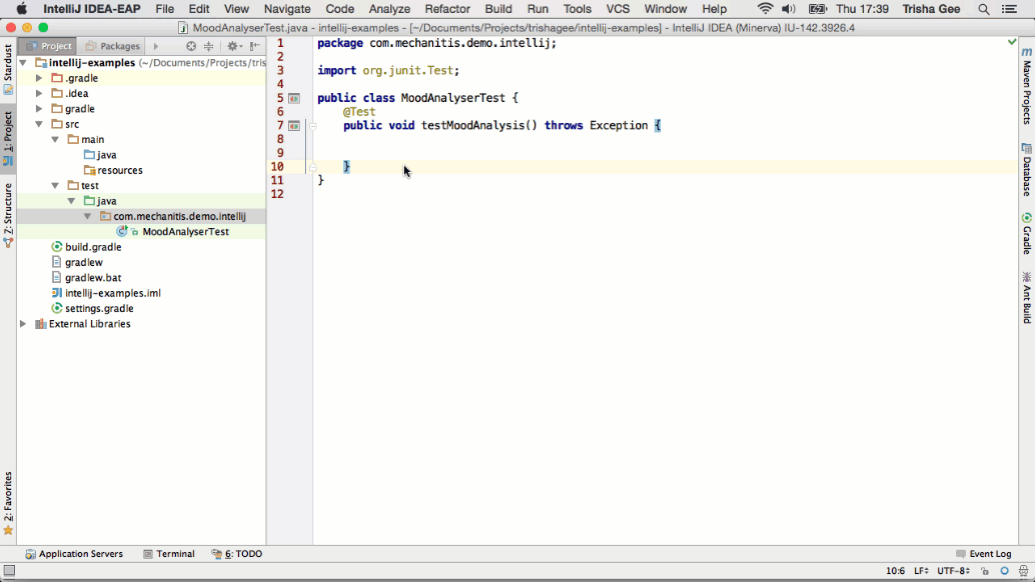 IntelliJ IDEA-EAP File Edit View Navigate Code Analyze Refactor Build Run Tools VCS Window Help Thu 17:39 Trisha Gee
MoodAnalyserTest.java - intellij-examples - [~/Documents/Projects/trishagee/intellij-examples] - IntelliJ IDEA (Minerva) IU-142.3926.4
Project Packages
intellij-examples (~/Documents/Projects/tris
.gradle
.idea
gradle
src
main
java
resources
test
java
com.mechanitis.demo.intellij
MoodAnalyserTest
build.gradle
gradlew
gradlew.bat
intellij-examples.iml
settings.gradle
External Libraries
Stardust
1: Project
Z: Structure
2: Favorites
1 package com.mechanitis.demo.intellij;
2
3 import org.junit.Test;
4
5 public class MoodAnalyserTest {
6 @Test
7 public void testMoodAnalysis() throws Exception {
8
9
10 }
11 }
12
Maven Projects
Database
Gradle
Ant Build
Application Servers Terminal 6: TODO Event Log
10:6 LF UTF-8